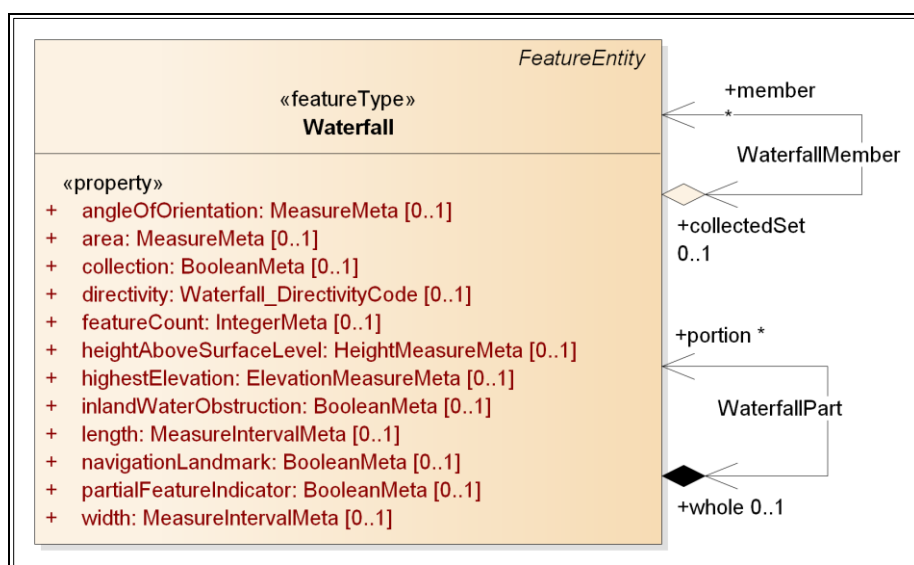 FeatureEntity
«featureType»
Waterfall
«property»
+ angleOfOrientation: MeasureMeta [0..1]
+ area: MeasureMeta [0..1]
+ collection: BooleanMeta [0..1]
+ directivity: Waterfall_DirectivityCode [0..1]
+ featureCount: IntegerMeta [0..1]
+ heightAboveSurfaceLevel: HeightMeasureMeta [0..1]
+ highestElevation: ElevationMeasureMeta [0..1]
+ inlandWaterObstruction: BooleanMeta [0..1]
+ length: MeasureIntervalMeta [0..1]
+ navigationLandmark: BooleanMeta [0..1]
+ partialFeatureIndicator: BooleanMeta [0..1]
+ width: MeasureIntervalMeta [0..1]
+member
*
WaterfallMember
+collectedSet
0..1
+portion *
WaterfallPart
+whole 0..1